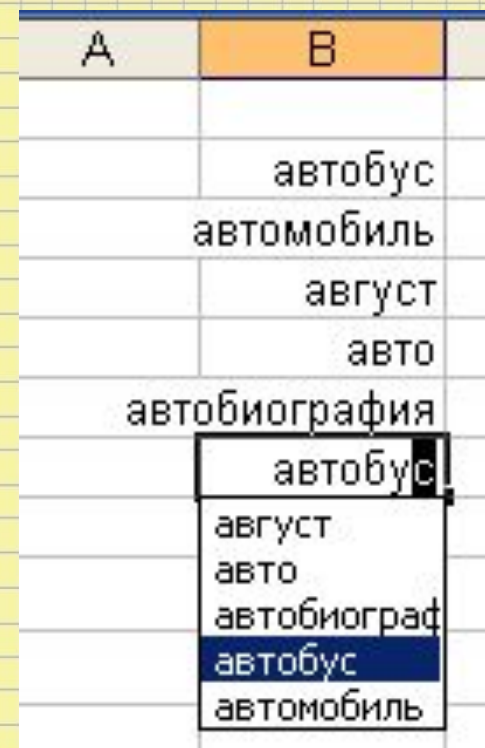 A B
автобус
автомобиль
август
авто
автобиография
автобус
август
авто
автобиограф
автобус
автомобиль